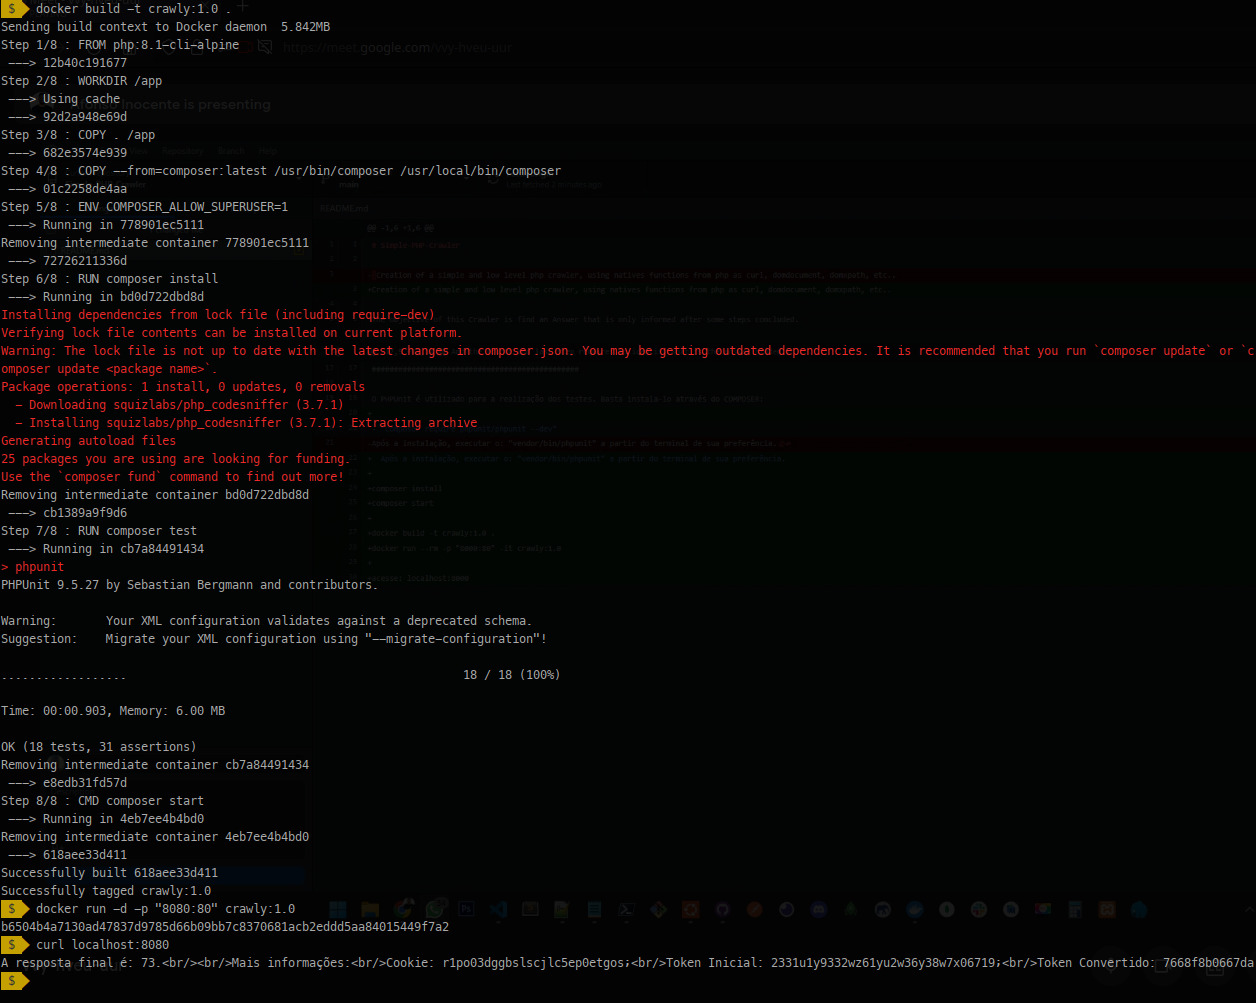 $ docker build -t crawly:1.0 .
Sending build context to Docker daemon  5.842MB
Step 1/8 : FROM php:8.1-cli-alpine
 ---> 12b40c191677
Step 2/8 : WORKDIR /app
 ---> Using cache
 ---> 92d2a948e69d
Step 3/8 : COPY . /app
 ---> 682e3574e939
Step 4/8 : COPY --from=composer:latest /usr/bin/composer /usr/local/bin/composer
 ---> 01c2258de4aa
Step 5/8 : ENV COMPOSER_ALLOW_SUPERUSER=1
 ---> Running in 778901ec5111
Removing intermediate container 778901ec5111
 ---> 72726211336d
Step 6/8 : RUN composer install
 ---> Running in bd0d722dbd8d
Installing dependencies from lock file (including require-dev)
Verifying lock file contents can be installed on current platform.
Warning: The lock file is not up to date with the latest changes in composer.json. You may be getting outdated dependencies. It is recommended that you run `composer update` or `c
omposer update <package name>`.
Package operations: 1 install, 0 updates, 0 removals
  - Downloading squizlabs/php_codesniffer (3.7.1)
  - Installing squizlabs/php_codesniffer (3.7.1): Extracting archive
Generating autoload files
25 packages you are using are looking for funding.
Use the `composer fund` command to find out more!
Removing intermediate container bd0d722dbd8d
 ---> cb1389a9f9d6
Step 7/8 : RUN composer test
 ---> Running in cb7a84491434
> phpunit
PHPUnit 9.5.27 by Sebastian Bergmann and contributors.
Warning:       Your XML configuration validates against a deprecated schema.
Suggestion:    Migrate your XML configuration using "--migrate-configuration"!
..................                                                18 / 18 (100%)
Time: 00:00.903, Memory: 6.00 MB
OK (18 tests, 31 assertions)
Removing intermediate container cb7a84491434
 ---> e8edb31fd57d
Step 8/8 : CMD composer start
 ---> Running in 4eb7ee4b4bd0
Removing intermediate container 4eb7ee4b4bd0
 ---> 618aee33d411
Successfully built 618aee33d411
Successfully tagged crawly:1.0
$ docker run -d -p "8080:80" crawly:1.0
b6504b4a7130ad47837d9785d66b09bb7c8370681acb2eddd5aa84015449f7a2
$ curl localhost:8080
A resposta final é: 73.<br/><br/>Mais informações:<br/>Cookie: r1po03dggbslscjlc5ep0etgos;<br/>Token Inicial: 2331u1y9332wz61yu2w36y38w7x06719;<br/>Token Convertido: 7668f8b0667da
$